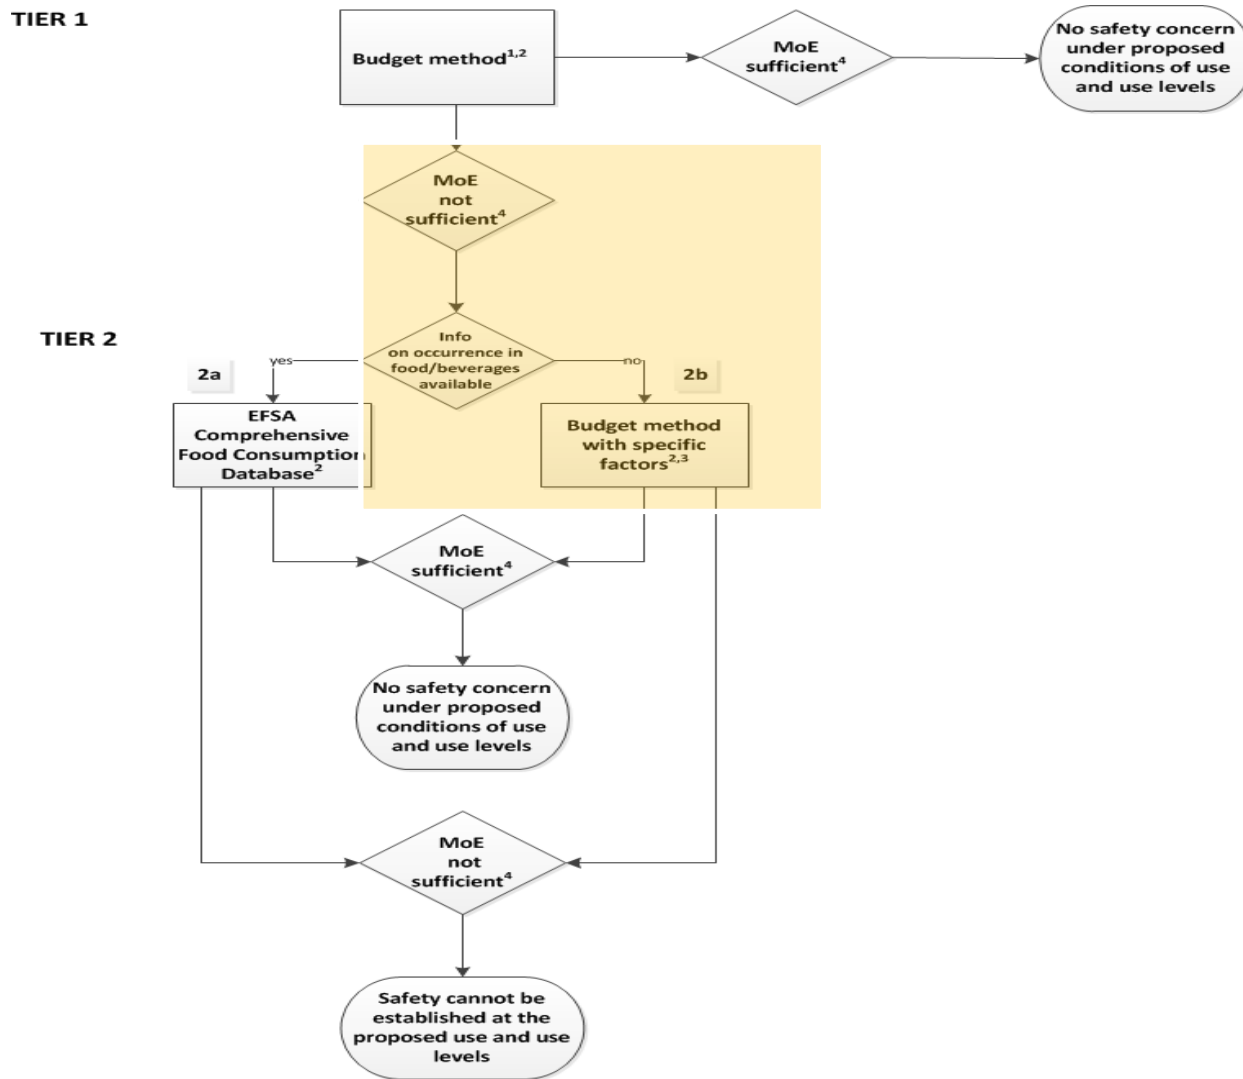 TIER 1
Budget method1,2
MoE
sufficient4
No safety concern
under proposed
conditions of use
and use levels
MoE
not
sufficient4
TIER 2
Info
on occurrence in
food/beverages
available
yes
no
2a
2b
EFSA
Comprehensive
Food Consumption
Database2
Budget method
with specific
factors2,3
MoE
sufficient4
No safety concern
under proposed
conditions of use
and use levels
MoE
not
sufficient4
Safety cannot be
established at the
proposed use and use
levels